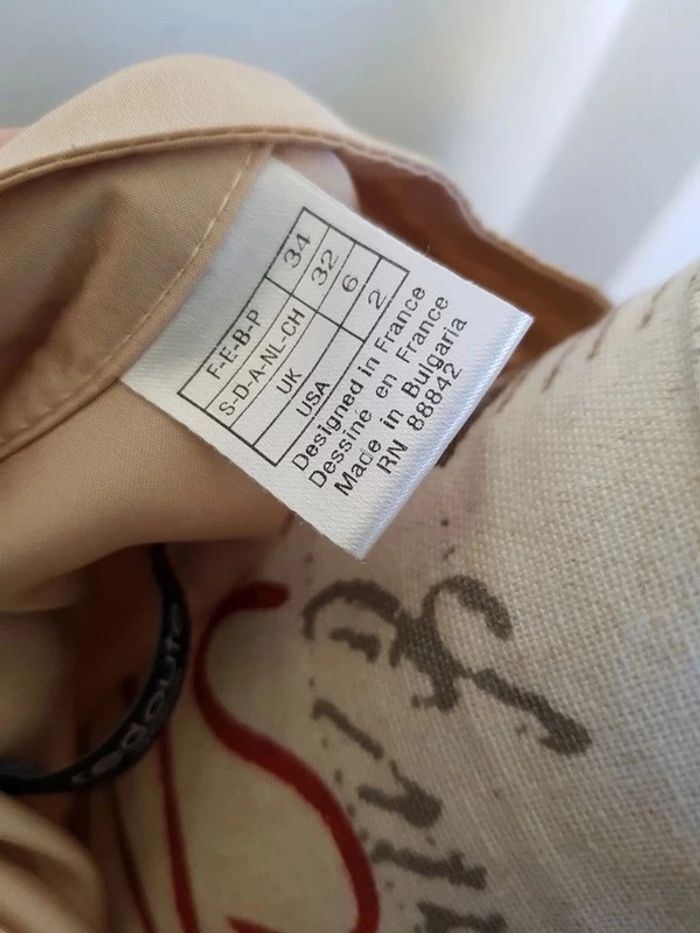 F-E-B-P 34
S-D-A-NL-CH 32
UK 6
USA 2
Designed in France
Dessiné en France
Made in Bulgaria
RN 88842